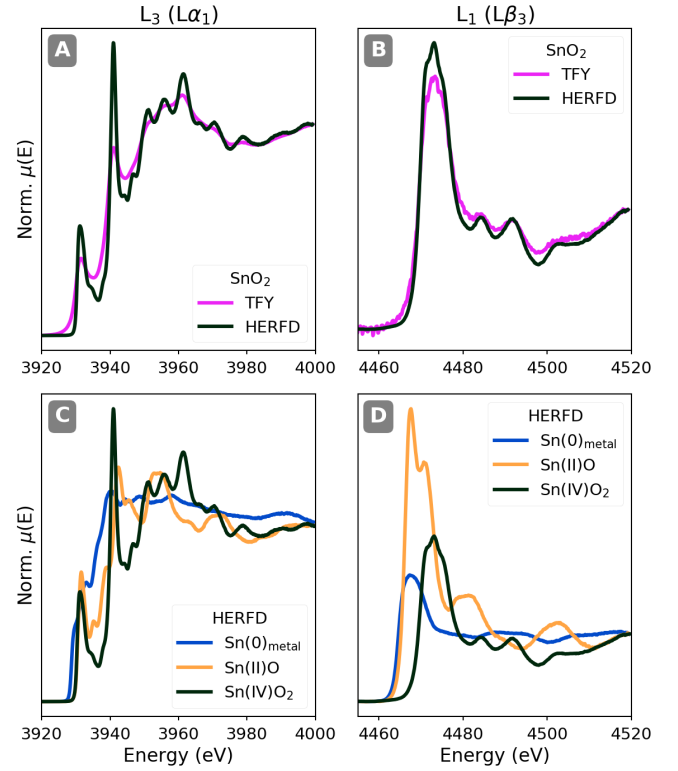 L₃ (Lα₁)
L₁ (Lβ₃)
A
B
Norm. μ(E)
SnO₂
TFY
HERFD
SnO₂
TFY
HERFD
3920 3940 3960 3980 4000
4460 4480 4500 4520
C
D
Norm. μ(E)
HERFD
Sn(0)metal
Sn(II)O
Sn(IV)O₂
HERFD
Sn(0)metal
Sn(II)O
Sn(IV)O₂
3920 3940 3960 3980 4000
4460 4480 4500 4520
Energy (eV)
Energy (eV)